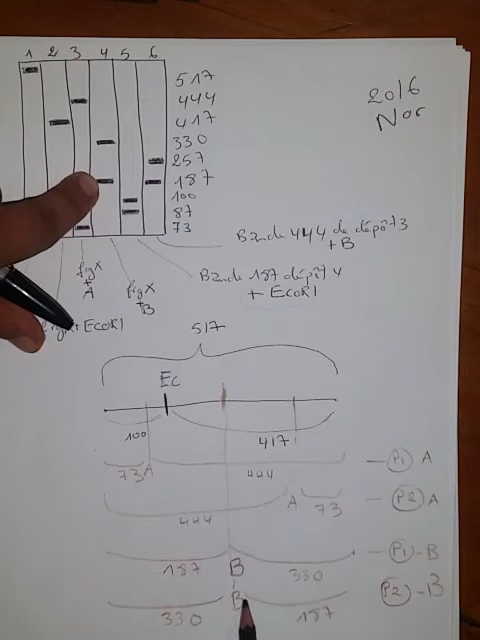 1 2 3 4 5 6
517
444
417
330
257
187
100
87
73
2016
Nor
Bande 444 de dépôt 3
+ B
Bande 187 dépôt 4
+ EcoRI
fig X
+
A
fig X
+
B
+ EcoRI
517
Ec
100
417
73 A 444 — P1 A
444 A 73 — P2 A
187 B 330 — P1 - B
330 B 187 P2 - B